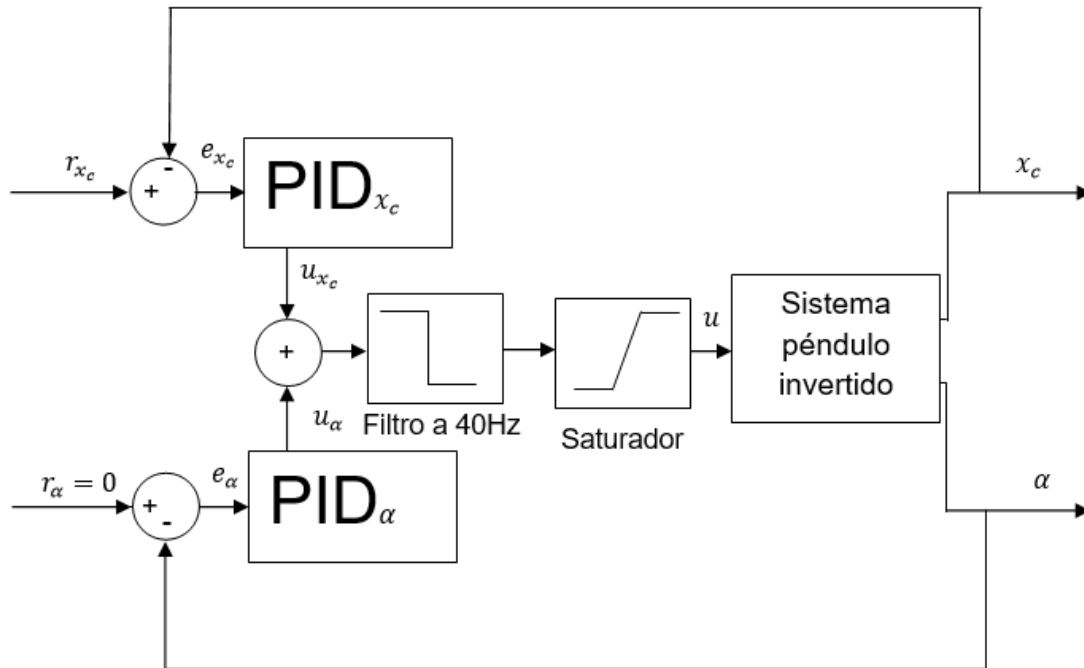 -
r_{x_c}
+
e_{x_c}
PID_{x_c}
x_c
u_{x_c}
+
u
Sistema
péndulo
invertido
u_α
Filtro a 40Hz
Saturador
r_α = 0
+
-
e_α
PID_α
α